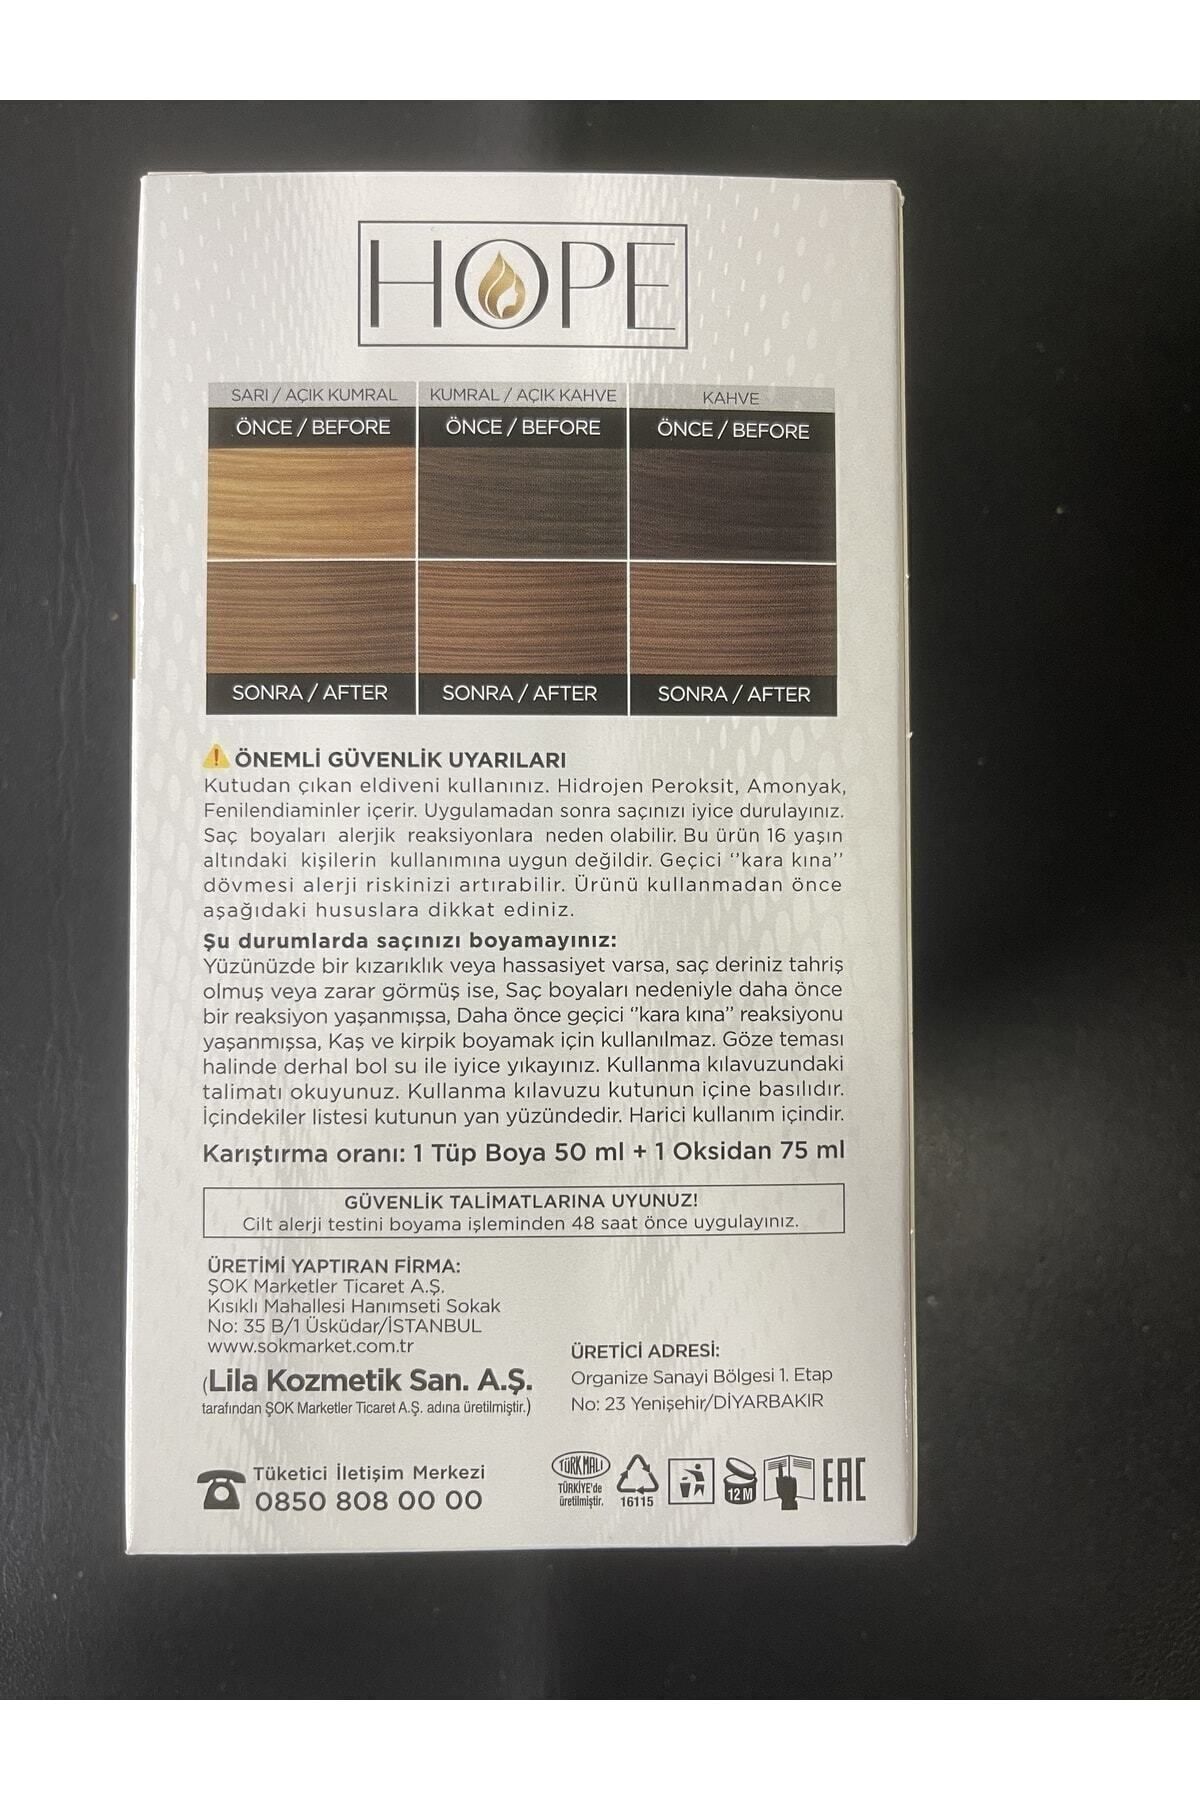 HOPE
SARI / AÇIK KUMRAL
KUMRAL / AÇIK KAHVE
KAHVE
ÖNCE / BEFORE
ÖNCE / BEFORE
ÖNCE / BEFORE
SONRA / AFTER
SONRA / AFTER
SONRA / AFTER
ÖNEMLİ GÜVENLİK UYARILARI
Kutudan çıkan eldiveni kullanınız. Hidrojen Peroksit, Amonyak,
Fenilendiaminler içerir. Uygulamadan sonra saçınızı iyice durulayınız.
Saç boyaları alerjik reaksiyonlara neden olabilir. Bu ürün 16 yaşın
altındaki kişilerin kullanımına uygun değildir. Geçici ‘’kara kına’’
dövmesi alerji riskinizi artırabilir. Ürünü kullanmadan önce
aşağıdaki hususlara dikkat ediniz.
Şu durumlarda saçınızı boyamayınız:
Yüzünüzde bir kızarıklık veya hassasiyet varsa, saç deriniz tahriş
olmuş veya zarar görmüş ise, Saç boyaları nedeniyle daha önce
bir reaksiyon yaşanmışsa, Daha önce geçici ‘’kara kına’’ reaksiyonu
yaşanmışsa, Kaş ve kirpik boyamak için kullanılmaz. Göze teması
halinde derhal bol su ile iyice yıkayınız. Kullanma kılavuzundaki
talimatı okuyunuz. Kullanma kılavuzu kutunun içine basılıdır.
İçindekiler listesi kutunun yan yüzündedir. Harici kullanım içindir.
Karıştırma oranı: 1 Tüp Boya 50 ml + 1 Oksidan 75 ml
GÜVENLİK TALİMATLARINA UYUNUZ!
Cilt alerji testini boyama işleminden 48 saat önce uygulayınız.
ÜRETİMİ YAPTIRAN FİRMA:
ŞOK Marketler Ticaret A.Ş.
Kısıklı Mahallesi Hanımseti Sokak
No: 35 B/1 Üsküdar/İSTANBUL
www.sokmarket.com.tr
(Lila Kozmetik San. A.Ş.
tarafından ŞOK Marketler Ticaret A.Ş. adına üretilmiştir.)
ÜRETİCİ ADRESİ:
Organize Sanayi Bölgesi 1. Etap
No: 23 Yenişehir/DİYARBAKIR
Tüketici İletişim Merkezi
0850 808 00 00
TÜRK MALI
TÜRKİYE'de
üretilmiştir.
16115
12 M
EAC